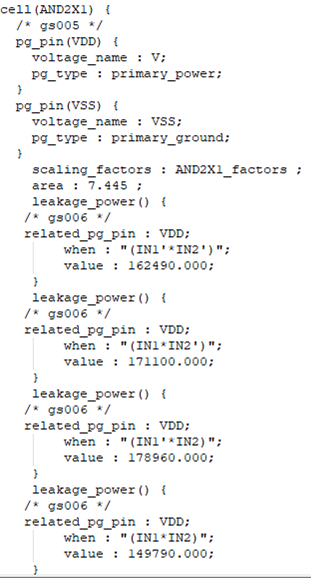 cell(AND2X1) {
/* gs005 */
pg_pin(VDD) {
voltage_name : V;
pg_type : primary_power;
}
pg_pin(VSS) {
voltage_name : VSS;
pg_type : primary_ground;
}
scaling_factors : AND2X1_factors ;
area : 7.445 ;
leakage_power() {
/* gs006 */
related_pg_pin : VDD;
when : "(IN1'*IN2')";
value : 162490.000;
}
leakage_power() {
/* gs006 */
related_pg_pin : VDD;
when : "(IN1*IN2')";
value : 171100.000;
}
leakage_power() {
/* gs006 */
related_pg_pin : VDD;
when : "(IN1'*IN2)";
value : 178960.000;
}
leakage_power() {
/* gs006 */
related_pg_pin : VDD;
when : "(IN1*IN2)";
value : 149790.000;
}